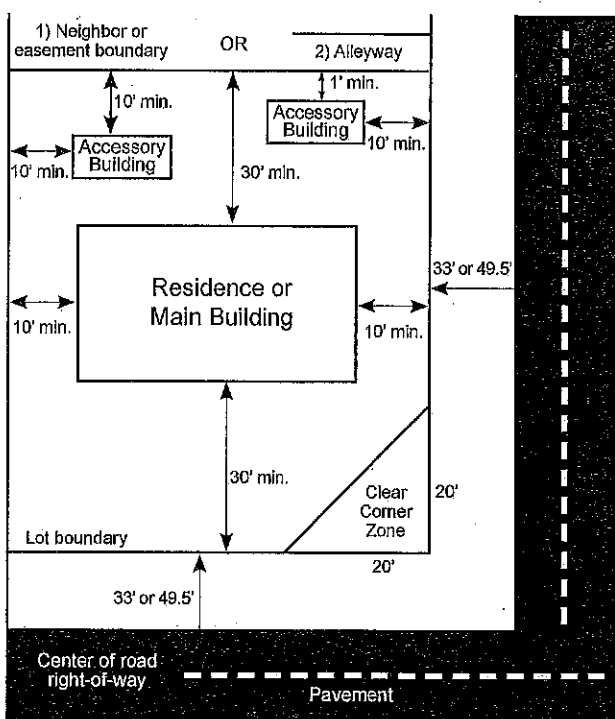 1) Neighbor or
easement boundary
OR
2) Alleyway
10' min.
1' min.
Accessory
Building
Accessory
Building
10' min.
10' min.
30' min.
33' or 49.5'
Residence or
Main Building
10' min.
10' min.
30' min.
Clear
Corner
Zone
20'
Lot boundary
20'
33' or 49.5'
Center of road
right-of-way
Pavement